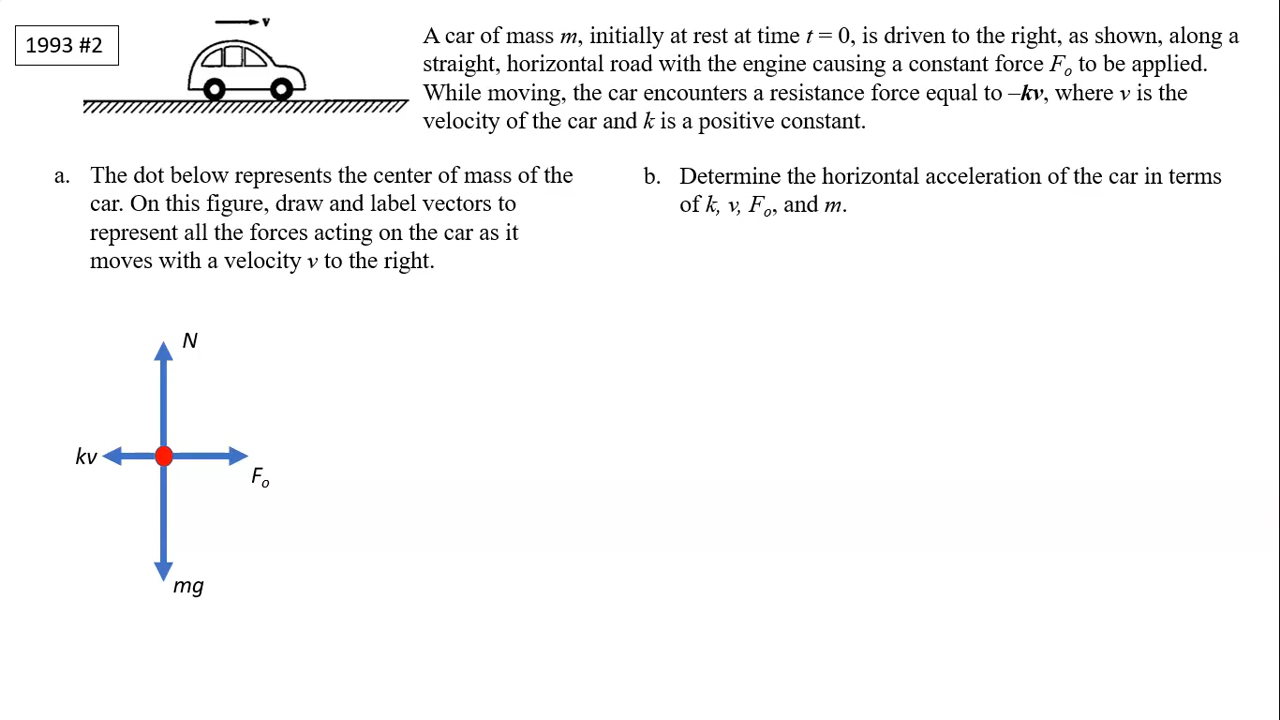 1993 #2
v
A car of mass m, initially at rest at time t = 0, is driven to the right, as shown, along a
straight, horizontal road with the engine causing a constant force Fₒ to be applied.
While moving, the car encounters a resistance force equal to –kv, where v is the
velocity of the car and k is a positive constant.
a. The dot below represents the center of mass of the
car. On this figure, draw and label vectors to
represent all the forces acting on the car as it
moves with a velocity v to the right.
b. Determine the horizontal acceleration of the car in terms
of k, v, Fₒ, and m.
N
kv
Fₒ
mg